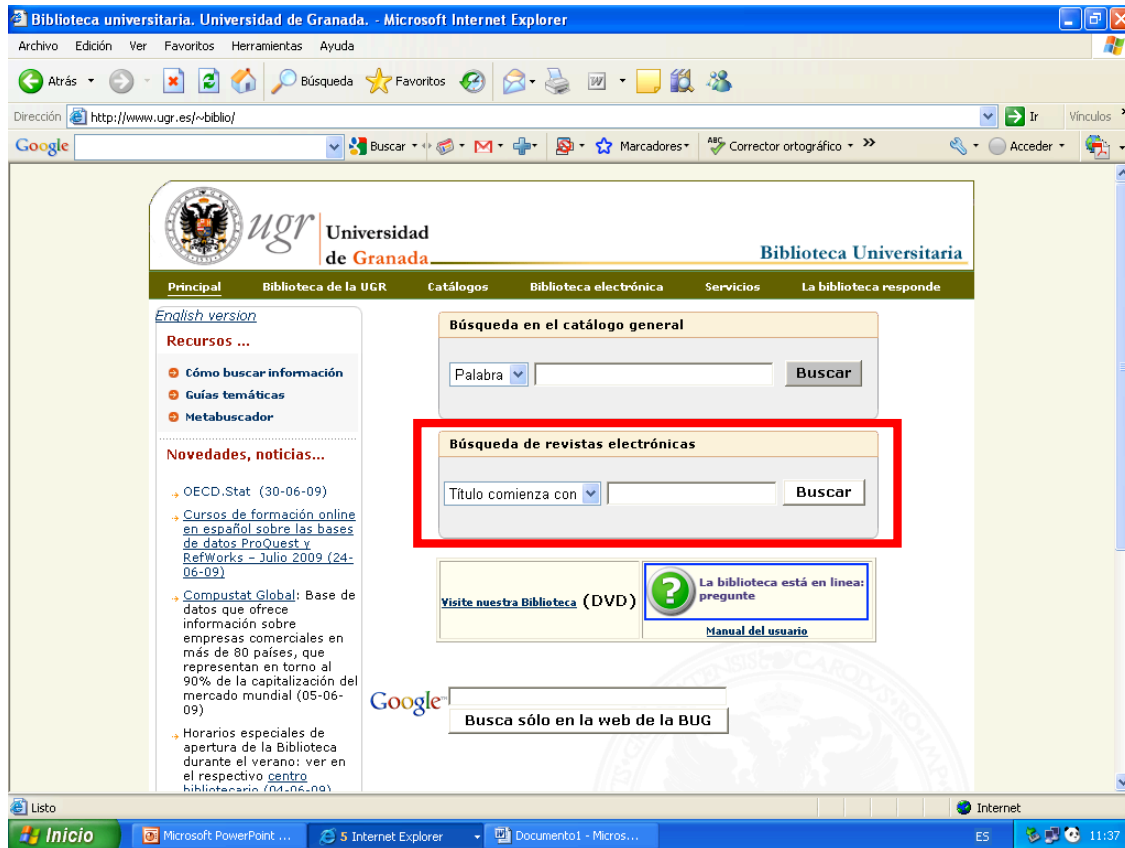 Biblioteca universitaria. Universidad de Granada. - Microsoft Internet Explorer
Archivo Edición Ver Favoritos Herramientas Ayuda
Atrás Búsqueda Favoritos
Dirección http://www.ugr.es/~biblio/ Ir Vínculos »
Google Buscar Marcadores ABC Corrector ortográfico » Acceder
ugr Universidad
de Granada
Biblioteca Universitaria
Principal Biblioteca de la UGR Catálogos Biblioteca electrónica Servicios La biblioteca responde
English version
Recursos ...
Cómo buscar información
Guías temáticas
Metabuscador
Novedades, noticias...
OECD.Stat (30-06-09)
Cursos de formación online
en español sobre las bases
de datos ProQuest y
RefWorks – Julio 2009 (24-
06-09)
Compustat Global: Base de
datos que ofrece
información sobre
empresas comerciales en
más de 80 países, que
representan en torno al
90% de la capitalización del
mercado mundial (05-06-
09)
Horarios especiales de
apertura de la Biblioteca
durante el verano: ver en
el respectivo centro
bibliotecario (04-06-09)
Búsqueda en el catálogo general
Palabra Buscar
Búsqueda de revistas electrónicas
Título comienza con Buscar
Visite nuestra Biblioteca (DVD)
La biblioteca está en linea:
pregunte
Manual del usuario
Google
Busca sólo en la web de la BUG
Listo Internet
Inicio Microsoft PowerPoint ... 5 Internet Explorer Documento1 - Micros... ES 11:37